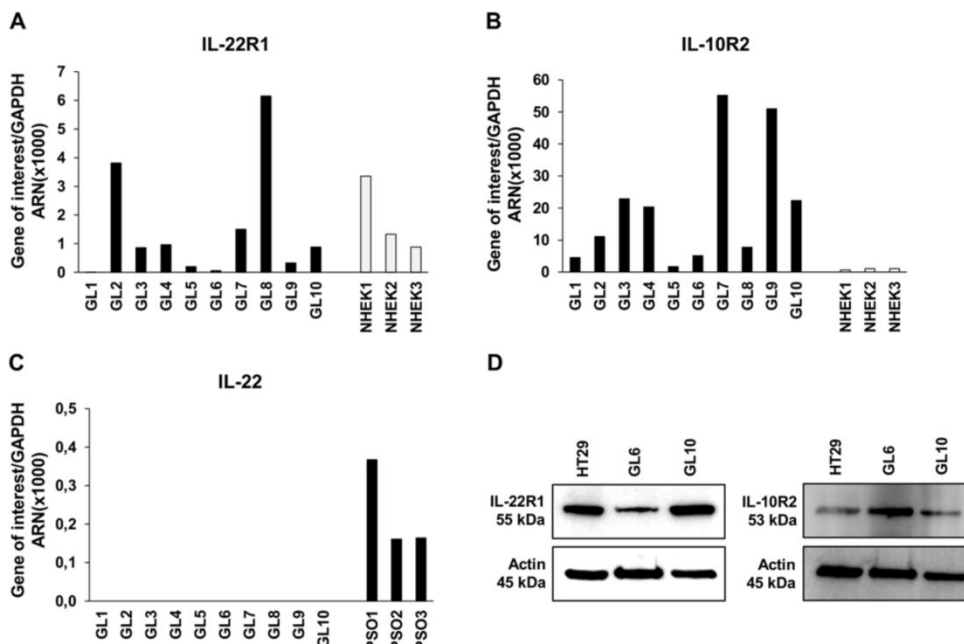 A
IL-22R1
Gene of interest/GAPDH
ARN(x1000)
7
6
5
4
3
2
1
0
GL1
GL2
GL3
GL4
GL5
GL6
GL7
GL8
GL9
GL10
NHEK1
NHEK2
NHEK3
B
IL-10R2
Gene of interest/GAPDH
ARN(x1000)
60
50
40
30
20
10
0
GL1
GL2
GL3
GL4
GL5
GL6
GL7
GL8
GL9
GL10
NHEK1
NHEK2
NHEK3
C
IL-22
Gene of interest/GAPDH
ARN(x1000)
0,5
0,4
0,3
0,2
0,1
0,0
GL1
GL2
GL3
GL4
GL5
GL6
GL7
GL8
GL9
GL10
PSO1
PSO2
PSO3
D
HT29
GL6
GL10
IL-22R1
55 kDa
Actin
45 kDa
HT29
GL6
GL10
IL-10R2
53 kDa
Actin
45 kDa